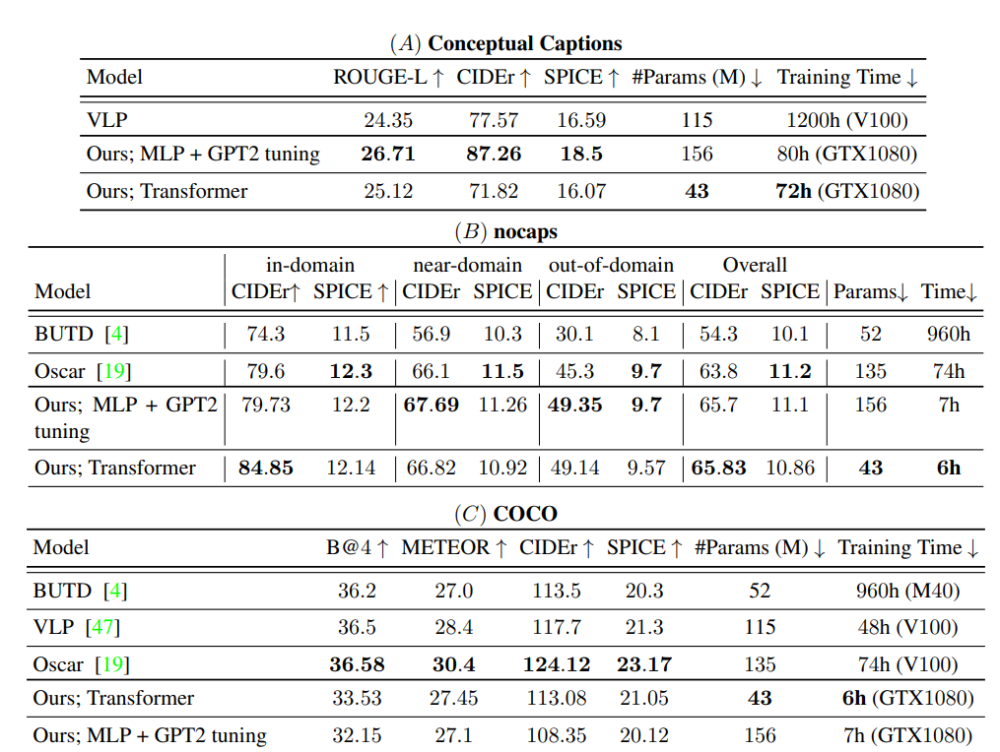 (A) Conceptual Captions
Model ROUGE-L ↑ CIDEr ↑ SPICE ↑ #Params (M) ↓ Training Time ↓
VLP 24.35 77.57 16.59 115 1200h (V100)
Ours; MLP + GPT2 tuning 26.71 87.26 18.5 156 80h (GTX1080)
Ours; Transformer 25.12 71.82 16.07 43 72h (GTX1080)
(B) nocaps
in-domain near-domain out-of-domain Overall
Model CIDEr↑ SPICE ↑ CIDEr SPICE CIDEr SPICE CIDEr SPICE Params↓ Time↓
BUTD [4] 74.3 11.5 56.9 10.3 30.1 8.1 54.3 10.1 52 960h
Oscar [19] 79.6 12.3 66.1 11.5 45.3 9.7 63.8 11.2 135 74h
Ours; MLP + GPT2 79.73 12.2 67.69 11.26 49.35 9.7 65.7 11.1 156 7h
tuning
Ours; Transformer 84.85 12.14 66.82 10.92 49.14 9.57 65.83 10.86 43 6h
(C) COCO
Model B@4 ↑ METEOR ↑ CIDEr ↑ SPICE ↑ #Params (M) ↓ Training Time ↓
BUTD [4] 36.2 27.0 113.5 20.3 52 960h (M40)
VLP [47] 36.5 28.4 117.7 21.3 115 48h (V100)
Oscar [19] 36.58 30.4 124.12 23.17 135 74h (V100)
Ours; Transformer 33.53 27.45 113.08 21.05 43 6h (GTX1080)
Ours; MLP + GPT2 tuning 32.15 27.1 108.35 20.12 156 7h (GTX1080)